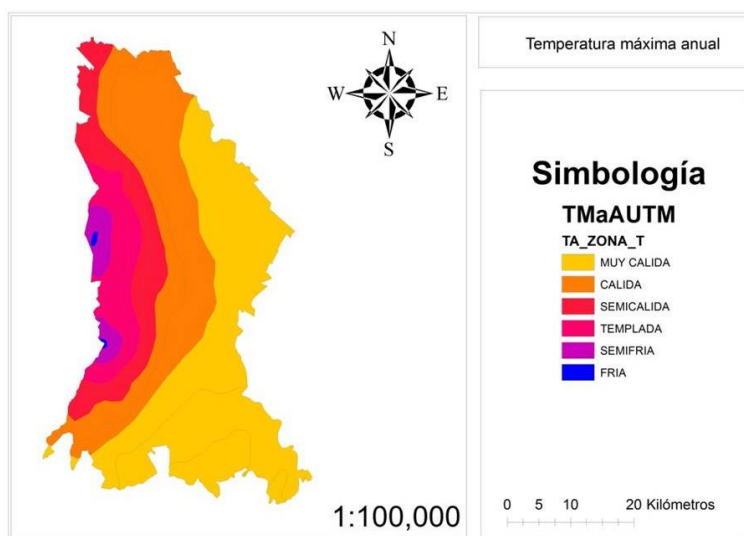 Temperatura máxima anual
N
W E
S
Simbología
TMaAUTM
TA_ZONA_T
MUY CALIDA
CALIDA
SEMICALIDA
TEMPLADA
SEMIFRIA
FRIA
1:100,000
0 5 10 20 Kilómetros